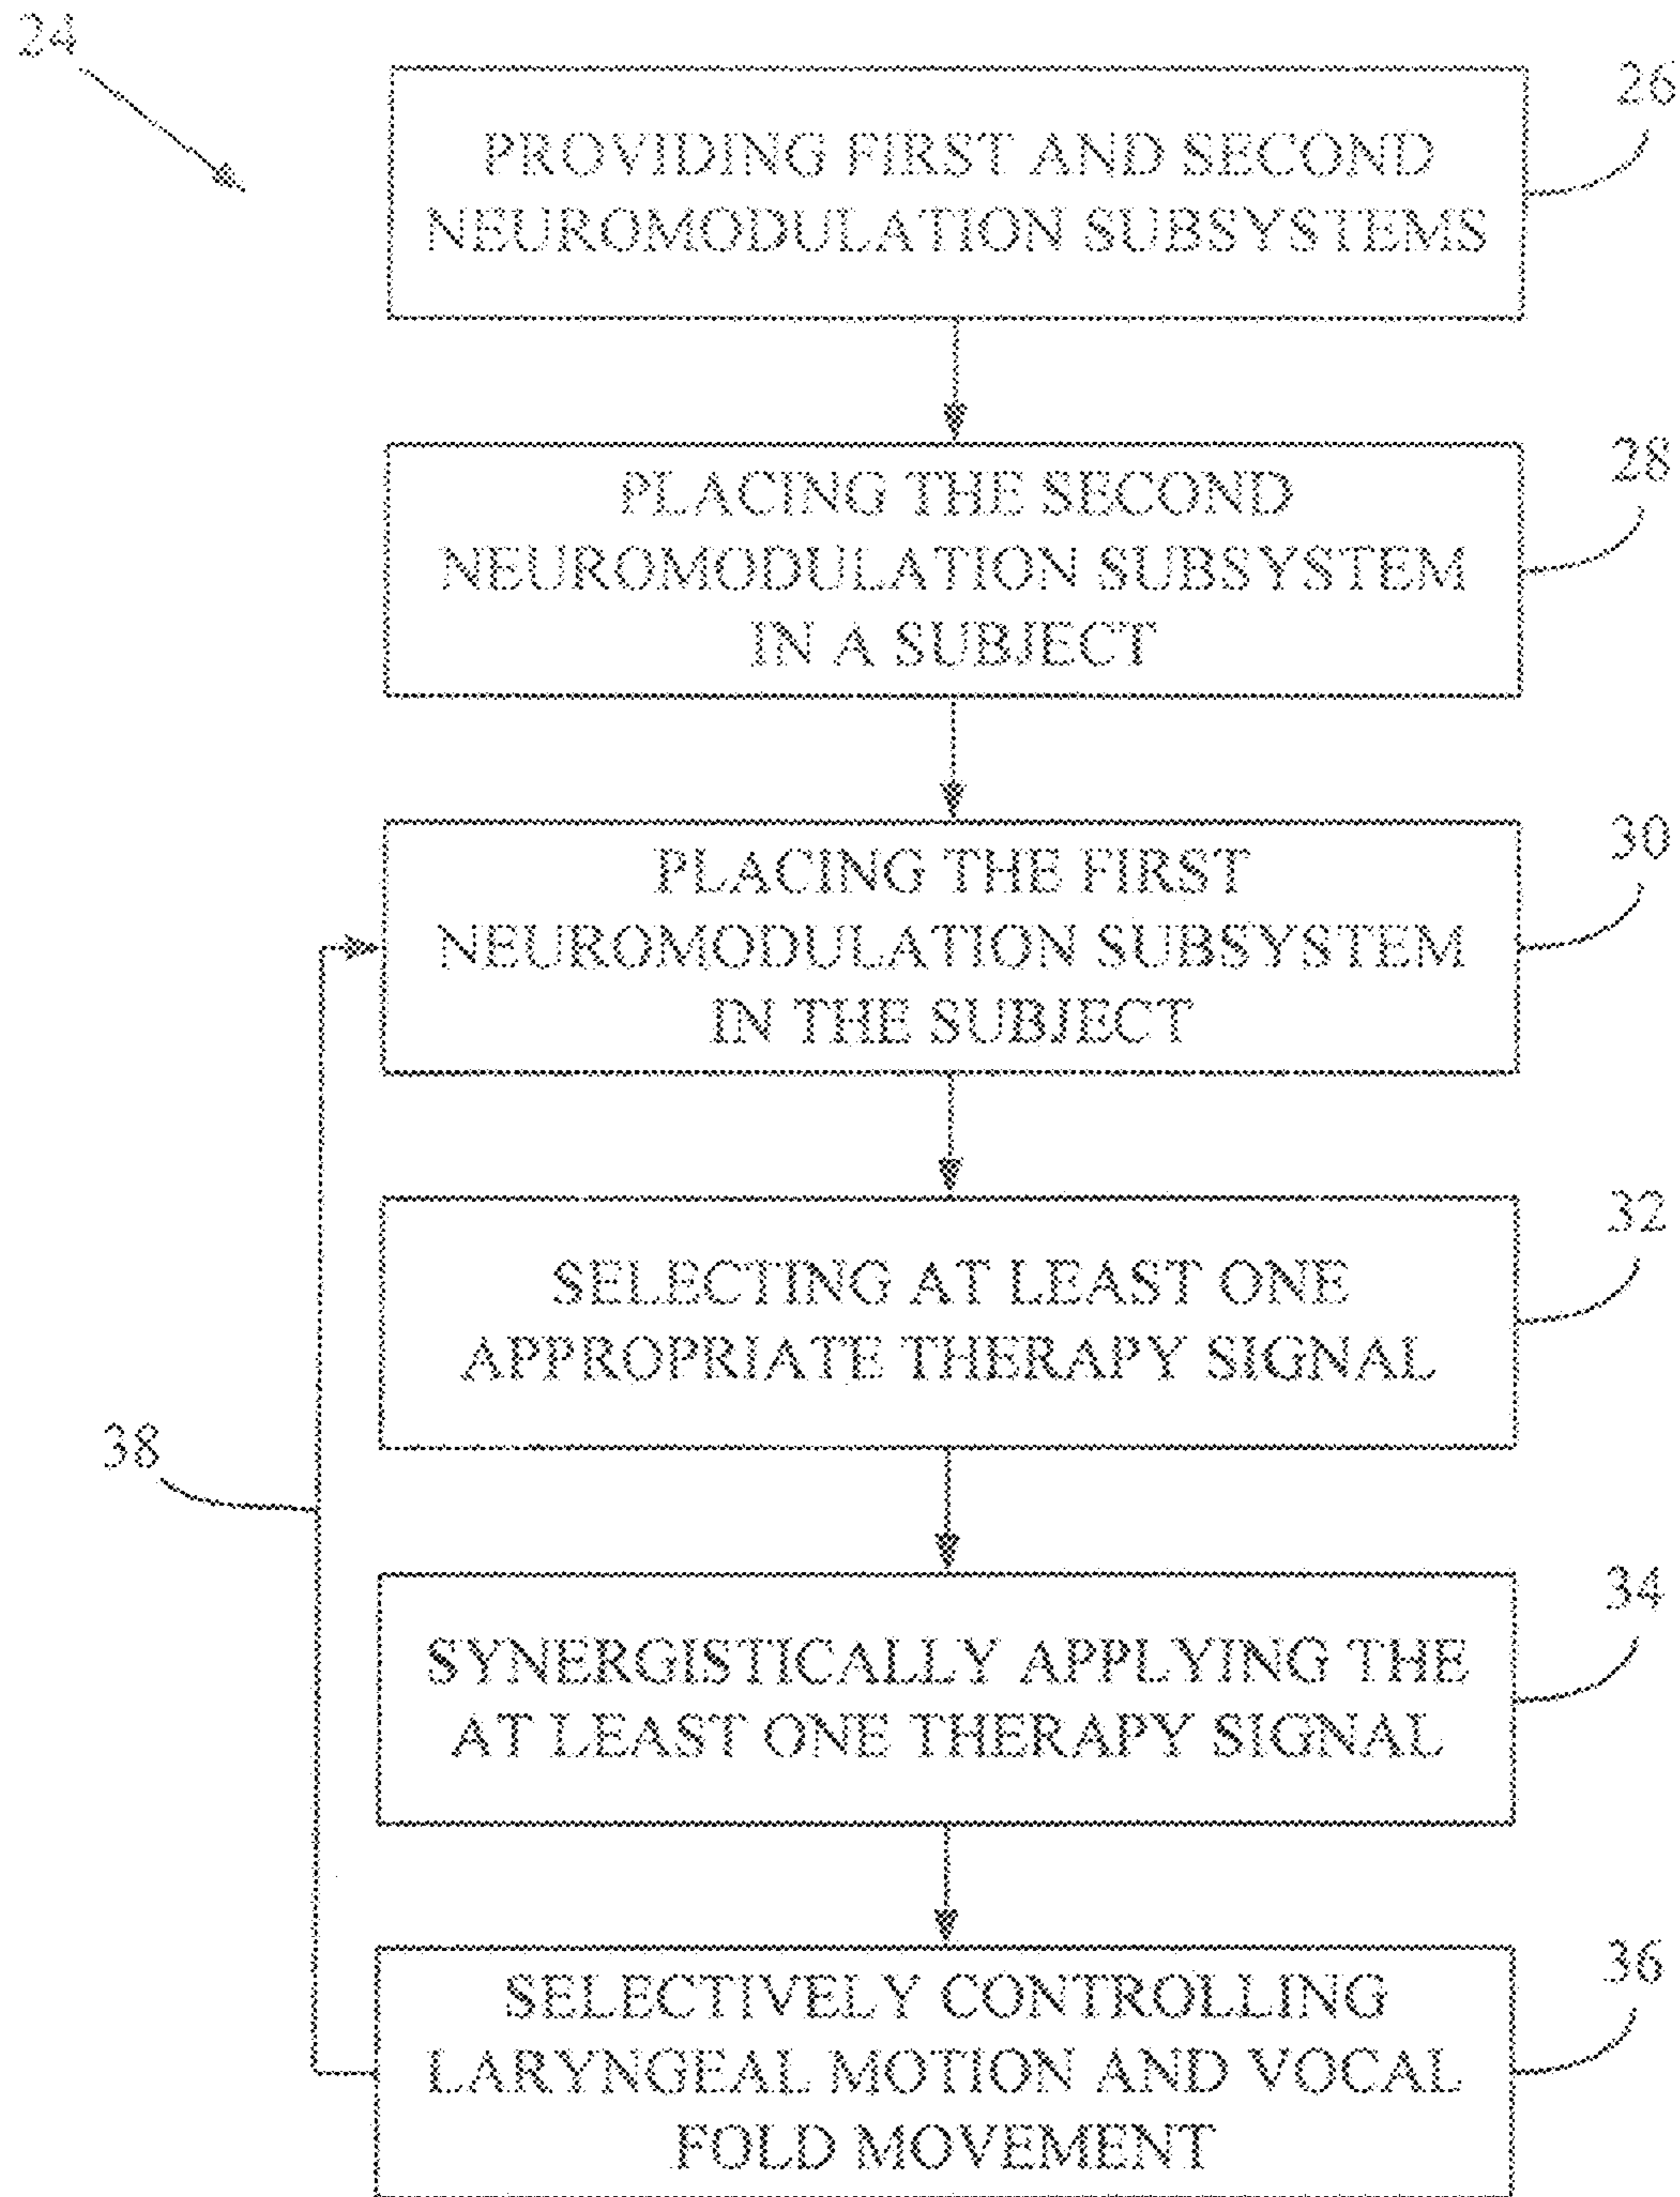 24
26
PROVIDING FIRST AND SECOND
NEUROMODULATION SUBSYSTEMS
28
PLACING THE SECOND
NEUROMODULATION SUBSYSTEM
IN A SUBJECT
30
PLACING THE FIRST
NEUROMODULATION SUBSYSTEM
IN THE SUBJECT
32
SELECTING AT LEAST ONE
APPROPRIATE THERAPY SIGNAL
38
34
SYNERGISTICALLY APPLYING THE
AT LEAST ONE THERAPY SIGNAL
36
SELECTIVELY CONTROLLING
LARYNGEAL MOTION AND VOCAL
FOLD MOVEMENT